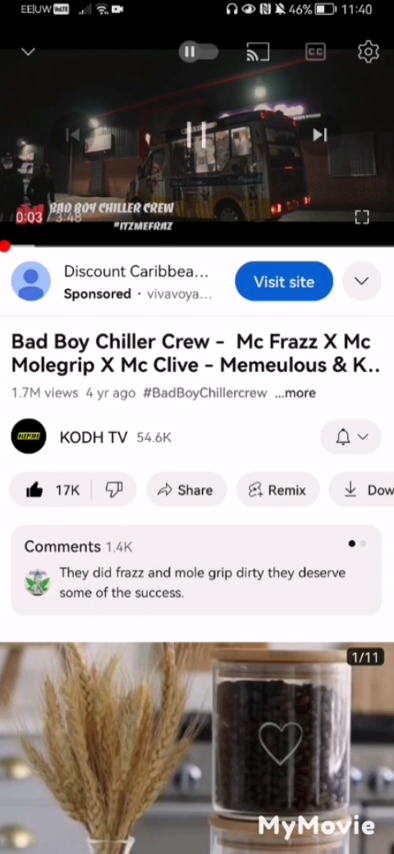 EE|UW VoLTE 46% 11:40
CC
BAD BOY CHILLER CREW
0:03 / 3:48
#ITZMEFRAZ
Discount Caribbea...
Sponsored · vivavoya...
Visit site
Bad Boy Chiller Crew - Mc Frazz X Mc
Molegrip X Mc Clive - Memeulous & K..
1.7M views 4 yr ago #BadBoyChillercrew ...more
KODH TV 54.6K
17K
Share
Remix
Dow
Comments 1.4K
They did frazz and mole grip dirty they deserve
some of the success.
1/11
MyMovie